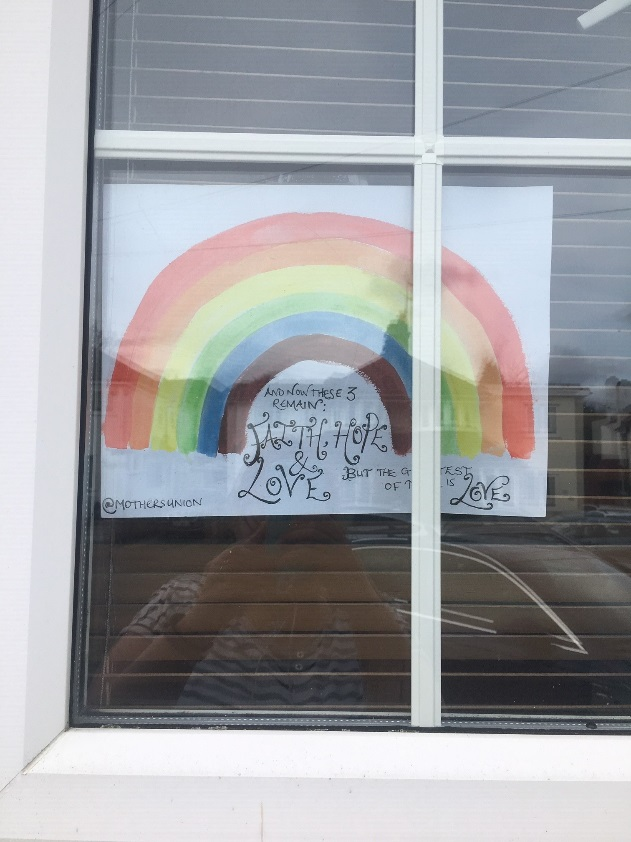 AND NOW THESE 3
REMAIN:
FAITH, HOPE
&
LOVE
BUT THE
OF IS LOVE
@MOTHERSUNION